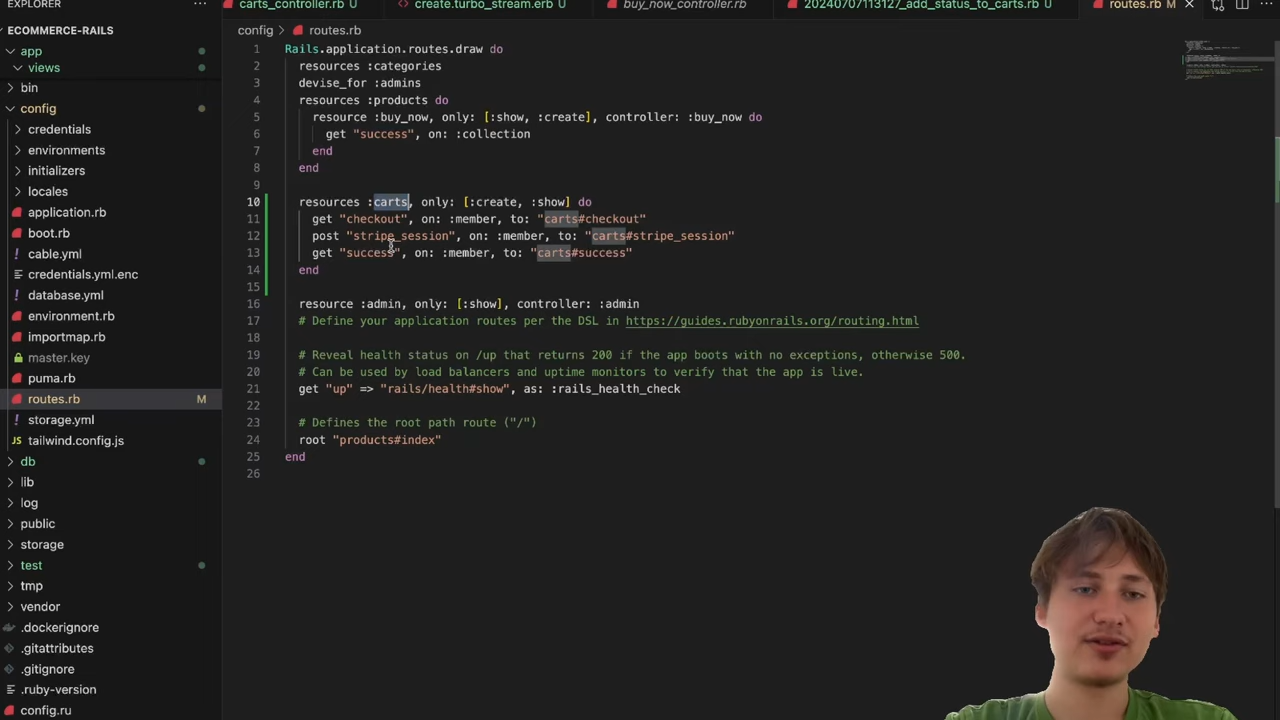 EXPLORER ...
ECOMMERCE-RAILS
app
views
bin
config
credentials
environments
initializers
locales
application.rb
boot.rb
cable.yml
credentials.yml.enc
database.yml
environment.rb
importmap.rb
master.key
puma.rb
routes.rb M
storage.yml
JS tailwind.config.js
db
lib
log
public
storage
test
tmp
vendor
.dockerignore
.gitattributes
.gitignore
.ruby-version
config.ru
carts_controller.rb U create.turbo_stream.erb U buy_now_controller.rb 20240707113127_add_status_to_carts.rb U routes.rb M
config > routes.rb
1 Rails.application.routes.draw do
2 resources :categories
3 devise_for :admins
4 resources :products do
5 resource :buy_now, only: [:show, :create], controller: :buy_now do
6 get "success", on: :collection
7 end
8 end
9
10 resources :carts, only: [:create, :show] do
11 get "checkout", on: :member, to: "carts#checkout"
12 post "stripe_session", on: :member, to: "carts#stripe_session"
13 get "success", on: :member, to: "carts#success"
14 end
15
16 resource :admin, only: [:show], controller: :admin
17 # Define your application routes per the DSL in https://guides.rubyonrails.org/routing.html
18
19 # Reveal health status on /up that returns 200 if the app boots with no exceptions, otherwise 500.
20 # Can be used by load balancers and uptime monitors to verify that the app is live.
21 get "up" => "rails/health#show", as: :rails_health_check
22
23 # Defines the root path route ("/")
24 root "products#index"
25 end
26